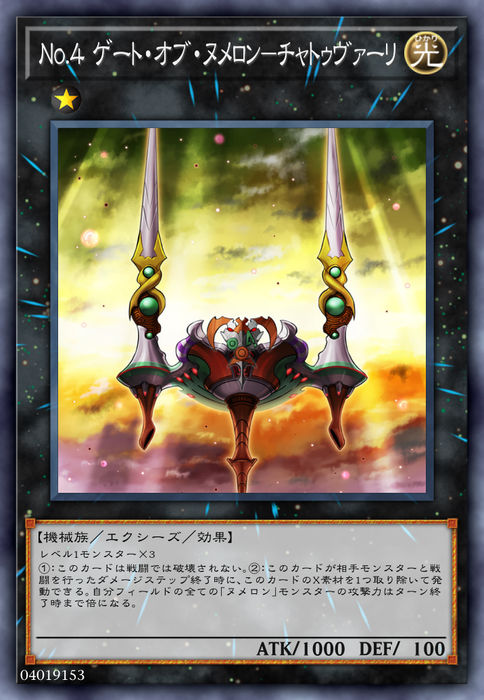 No.4 ゲート・オブ・ヌメロンーチャトゥヴァーリ
ひかり
光
【機械族／エクシーズ／効果】
レベル1モンスター×3
①:このカードは戦闘では破壊されない。②:このカードが相手モンスターと戦
闘を行ったダメージステップ終了時に、このカードのX素材を1つ取り除いて発
動できる。自分フィールドの全ての「ヌメロン」モンスターの攻撃力はターン終
了時まで倍になる。
ATK/1000 DEF/ 100
04019153